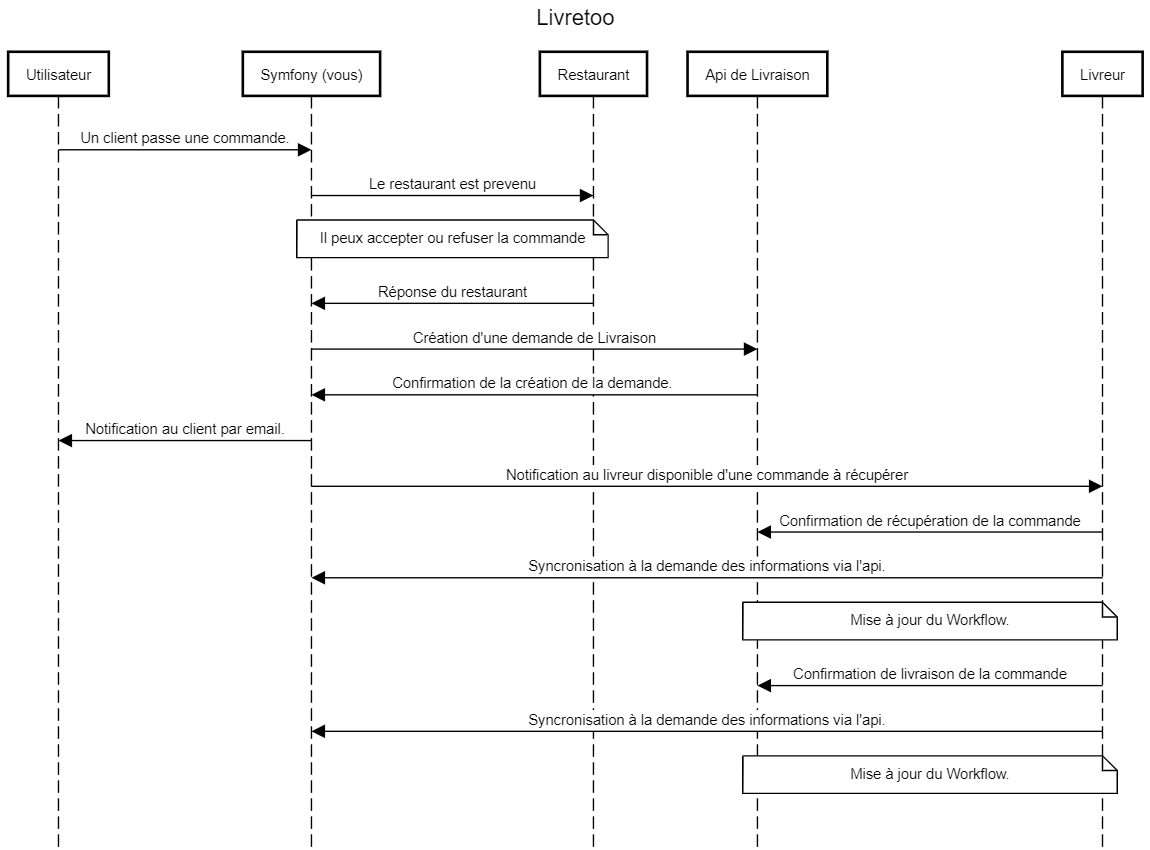 Livretoo
Utilisateur
Symfony (vous)
Restaurant
Api de Livraison
Livreur
Un client passe une commande.
Le restaurant est prevenu
Il peux accepter ou refuser la commande
Réponse du restaurant
Création d'une demande de Livraison
Confirmation de la création de la demande.
Notification au client par email.
Notification au livreur disponible d'une commande à récupérer
Confirmation de récupération de la commande
Syncronisation à la demande des informations via l'api.
Mise à jour du Workflow.
Confirmation de livraison de la commande
Syncronisation à la demande des informations via l'api.
Mise à jour du Workflow.